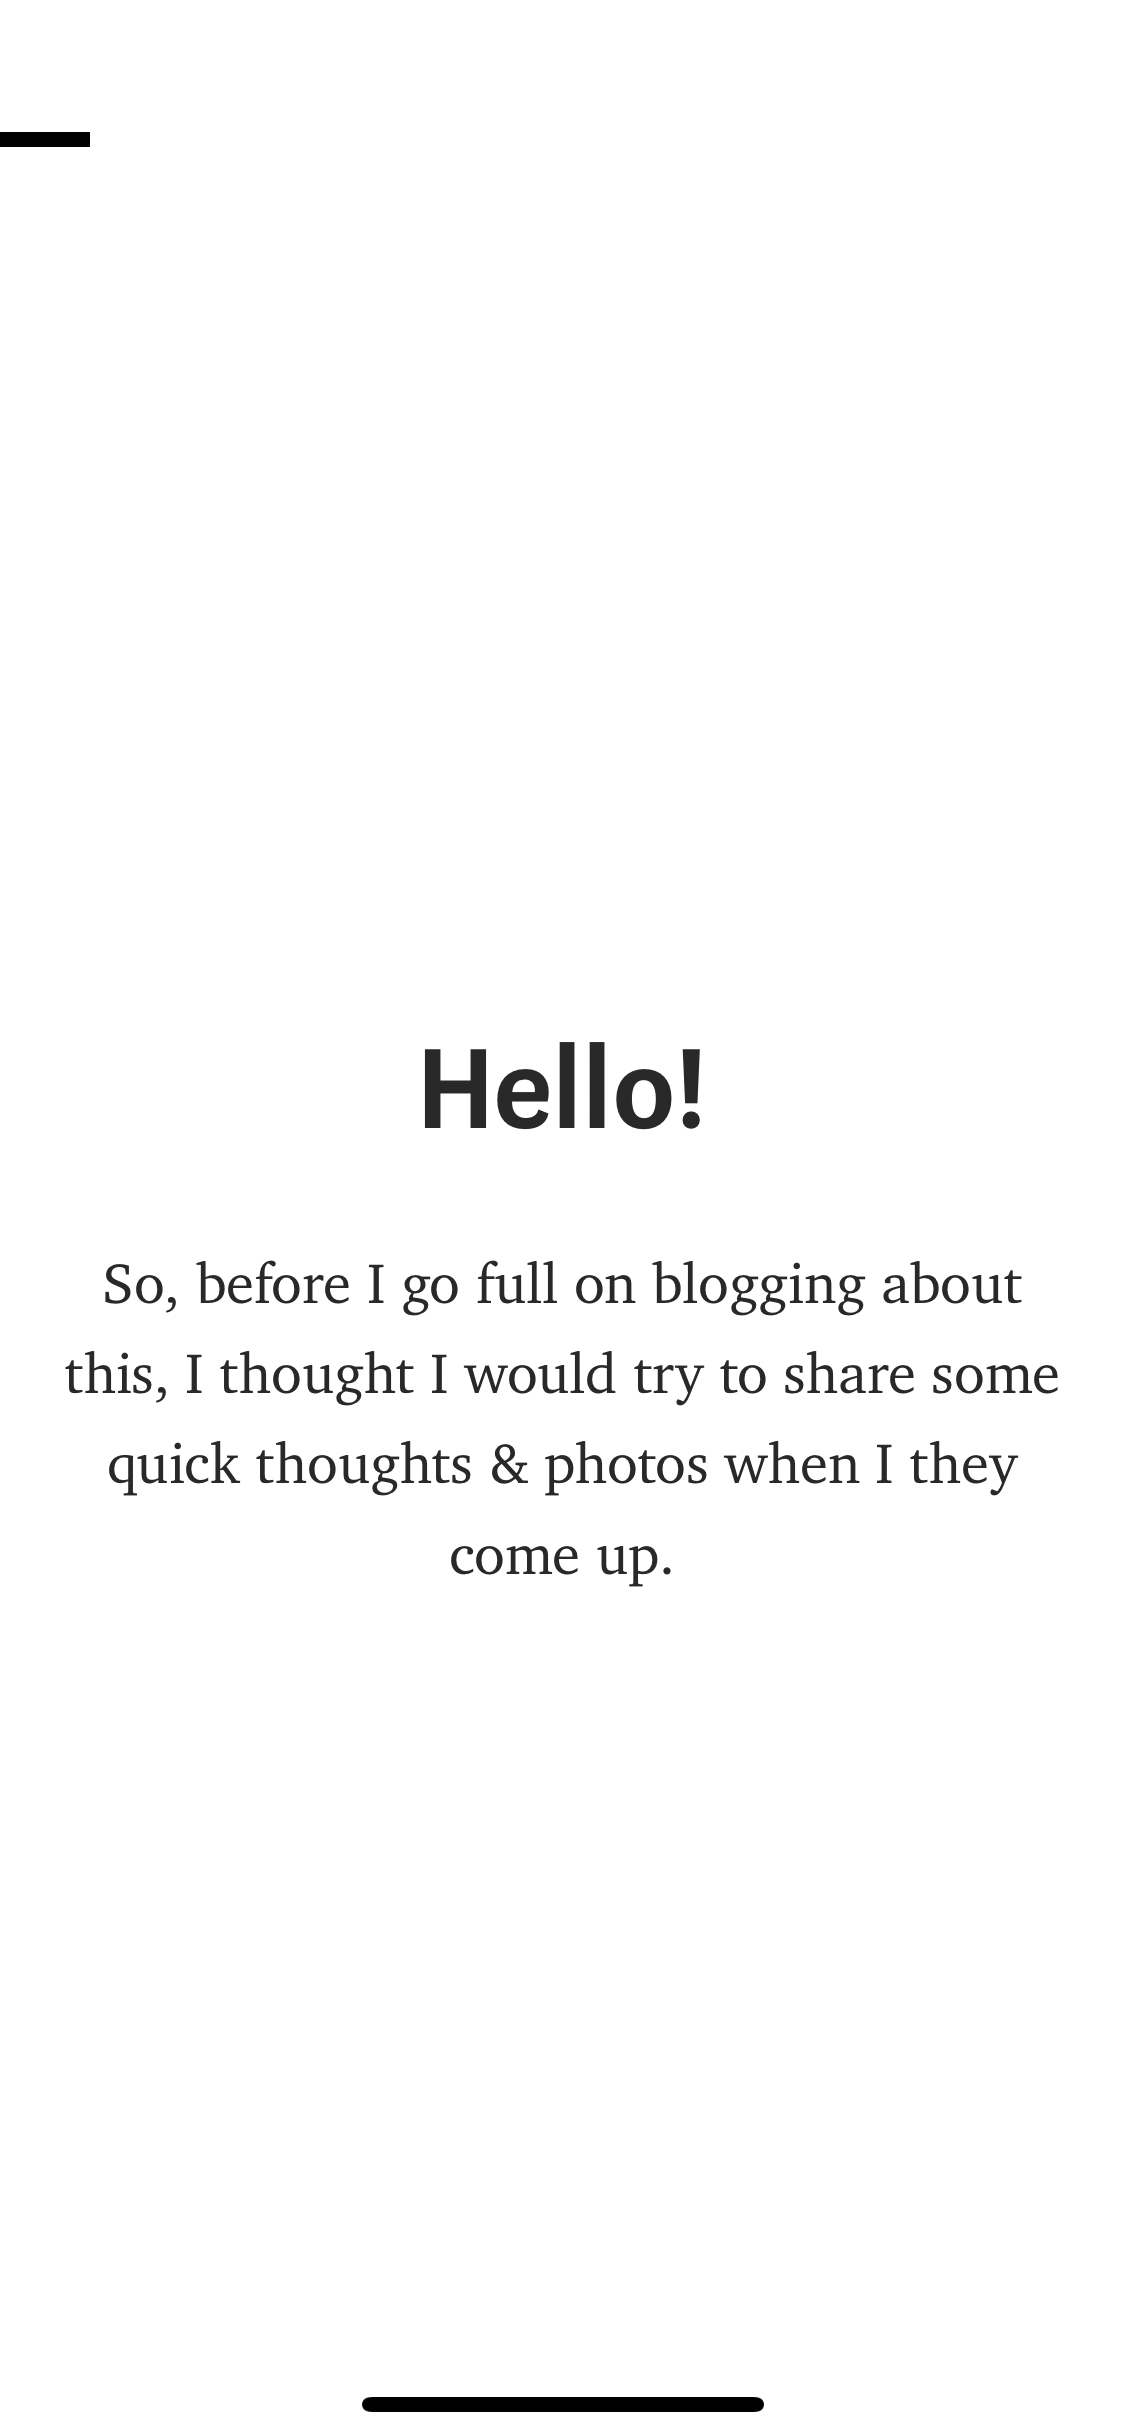 Hello!
So, before I go full on blogging about
this, I thought I would try to share some
quick thoughts & photos when I they
come up.